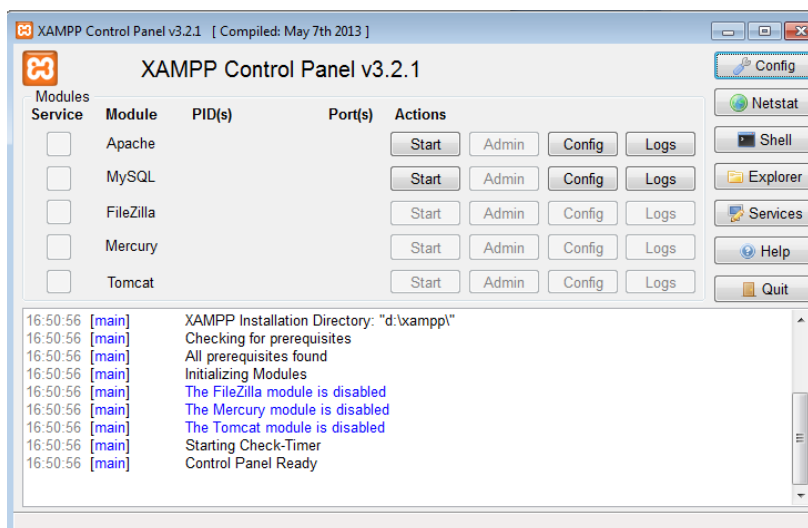 XAMPP Control Panel v3.2.1 [ Compiled: May 7th 2013 ]
XAMPP Control Panel v3.2.1
Config
Modules
Service Module PID(s) Port(s) Actions
Netstat
Apache Start Admin Config Logs
Shell
MySQL Start Admin Config Logs
Explorer
FileZilla Start Admin Config Logs
Services
Mercury Start Admin Config Logs
Help
Tomcat Start Admin Config Logs
Quit
16:50:56 [main] XAMPP Installation Directory: "d:\xampp\"
16:50:56 [main] Checking for prerequisites
16:50:56 [main] All prerequisites found
16:50:56 [main] Initializing Modules
16:50:56 [main] The FileZilla module is disabled
16:50:56 [main] The Mercury module is disabled
16:50:56 [main] The Tomcat module is disabled
16:50:56 [main] Starting Check-Timer
16:50:56 [main] Control Panel Ready